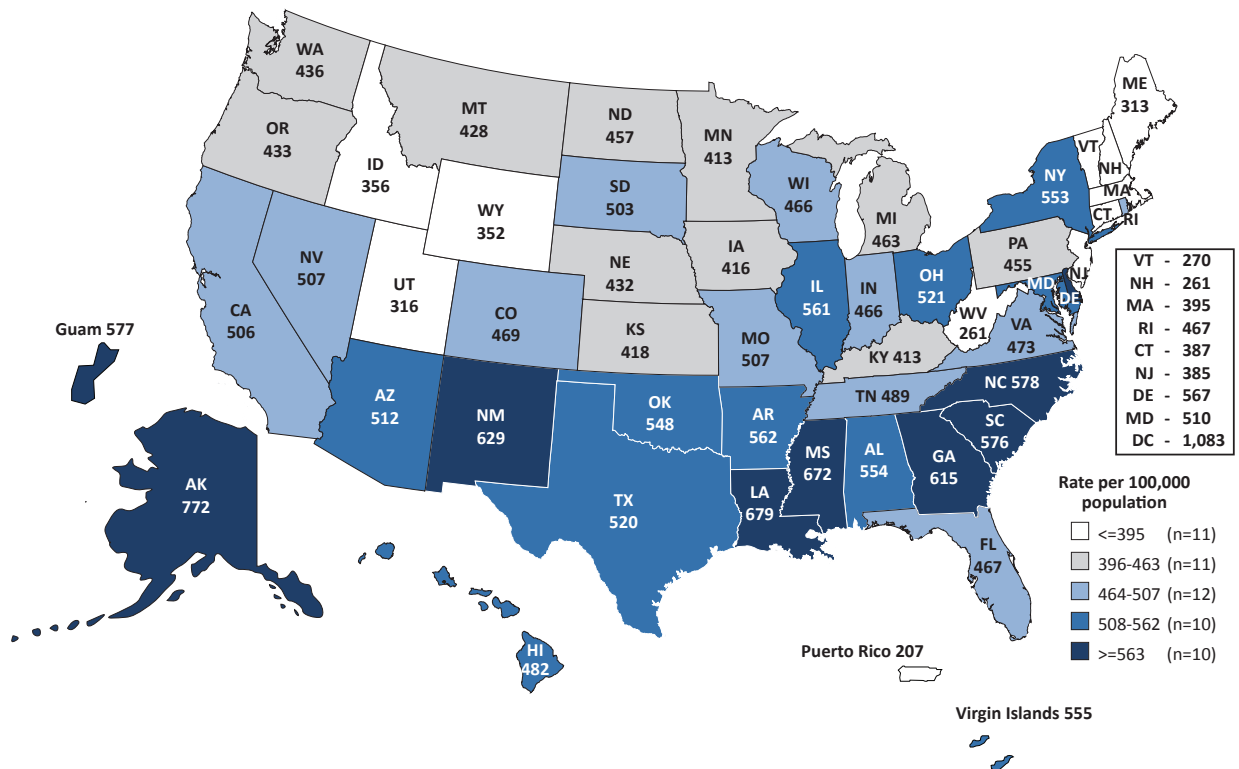 WA
436
OR
433
ID
356
MT
428
ND
457
MN
413
WY
352
SD
503
WI
466
MI
463
NY
553
ME
313
VT
NH
MA
CT
RI
NV
507
CA
506
UT
316
CO
469
NE
432
IA
416
KS
418
MO
507
IL
561
IN
466
OH
521
PA
455
NJ
MD
DE
WV
261
VA
473
KY 413
TN 489
NC 578
SC
576
GA
615
AL
554
MS
672
LA
679
AR
562
OK
548
TX
520
NM
629
AZ
512
FL
467
AK
772
HI
482
Guam 577
Puerto Rico 207
Virgin Islands 555
VT - 270
NH - 261
MA - 395
RI - 467
CT - 387
NJ - 385
DE - 567
MD - 510
DC - 1,083
Rate per 100,000
population
<=395 (n=11)
396-463 (n=11)
464-507 (n=12)
508-562 (n=10)
>=563 (n=10)